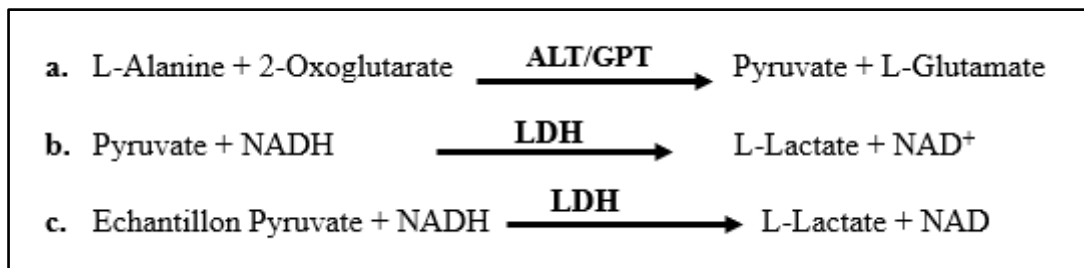 a. L-Alanine + 2-Oxoglutarate ALT/GPT Pyruvate + L-Glutamate
b. Pyruvate + NADH LDH L-Lactate + NAD⁺
c. Echantillon Pyruvate + NADH LDH L-Lactate + NAD